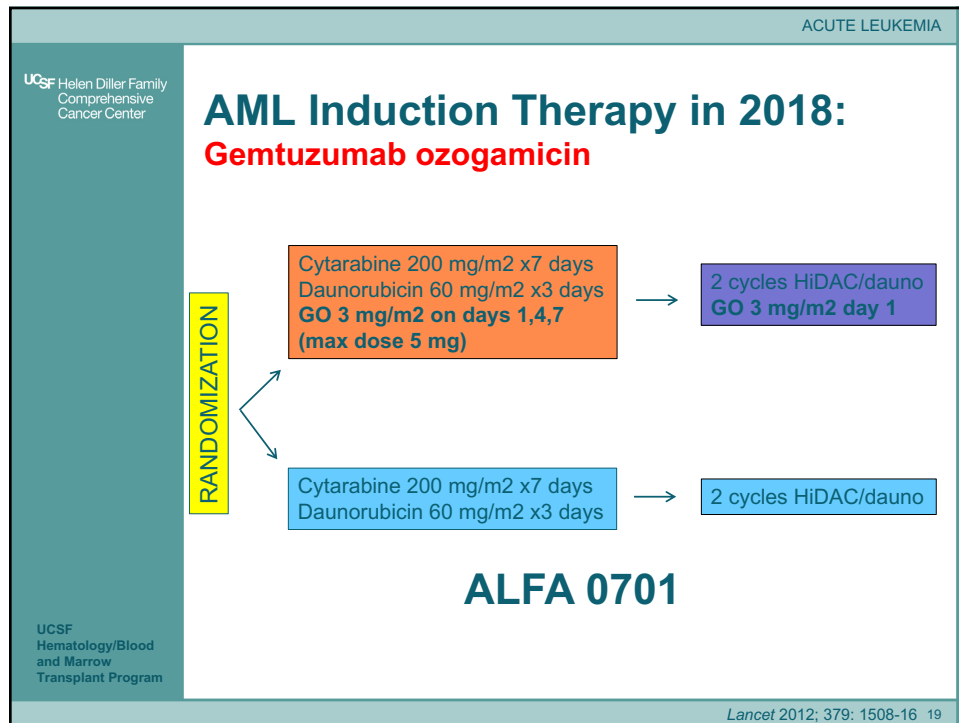 ACUTE LEUKEMIA
UCSF Helen Diller Family
Comprehensive
Cancer Center
AML Induction Therapy in 2018:
Gemtuzumab ozogamicin
RANDOMIZATION
Cytarabine 200 mg/m2 x7 days
Daunorubicin 60 mg/m2 x3 days
GO 3 mg/m2 on days 1,4,7
(max dose 5 mg)
2 cycles HiDAC/dauno
GO 3 mg/m2 day 1
Cytarabine 200 mg/m2 x7 days
Daunorubicin 60 mg/m2 x3 days
2 cycles HiDAC/dauno
ALFA 0701
UCSF
Hematology/Blood
and Marrow
Transplant Program
Lancet 2012; 379: 1508-16 19